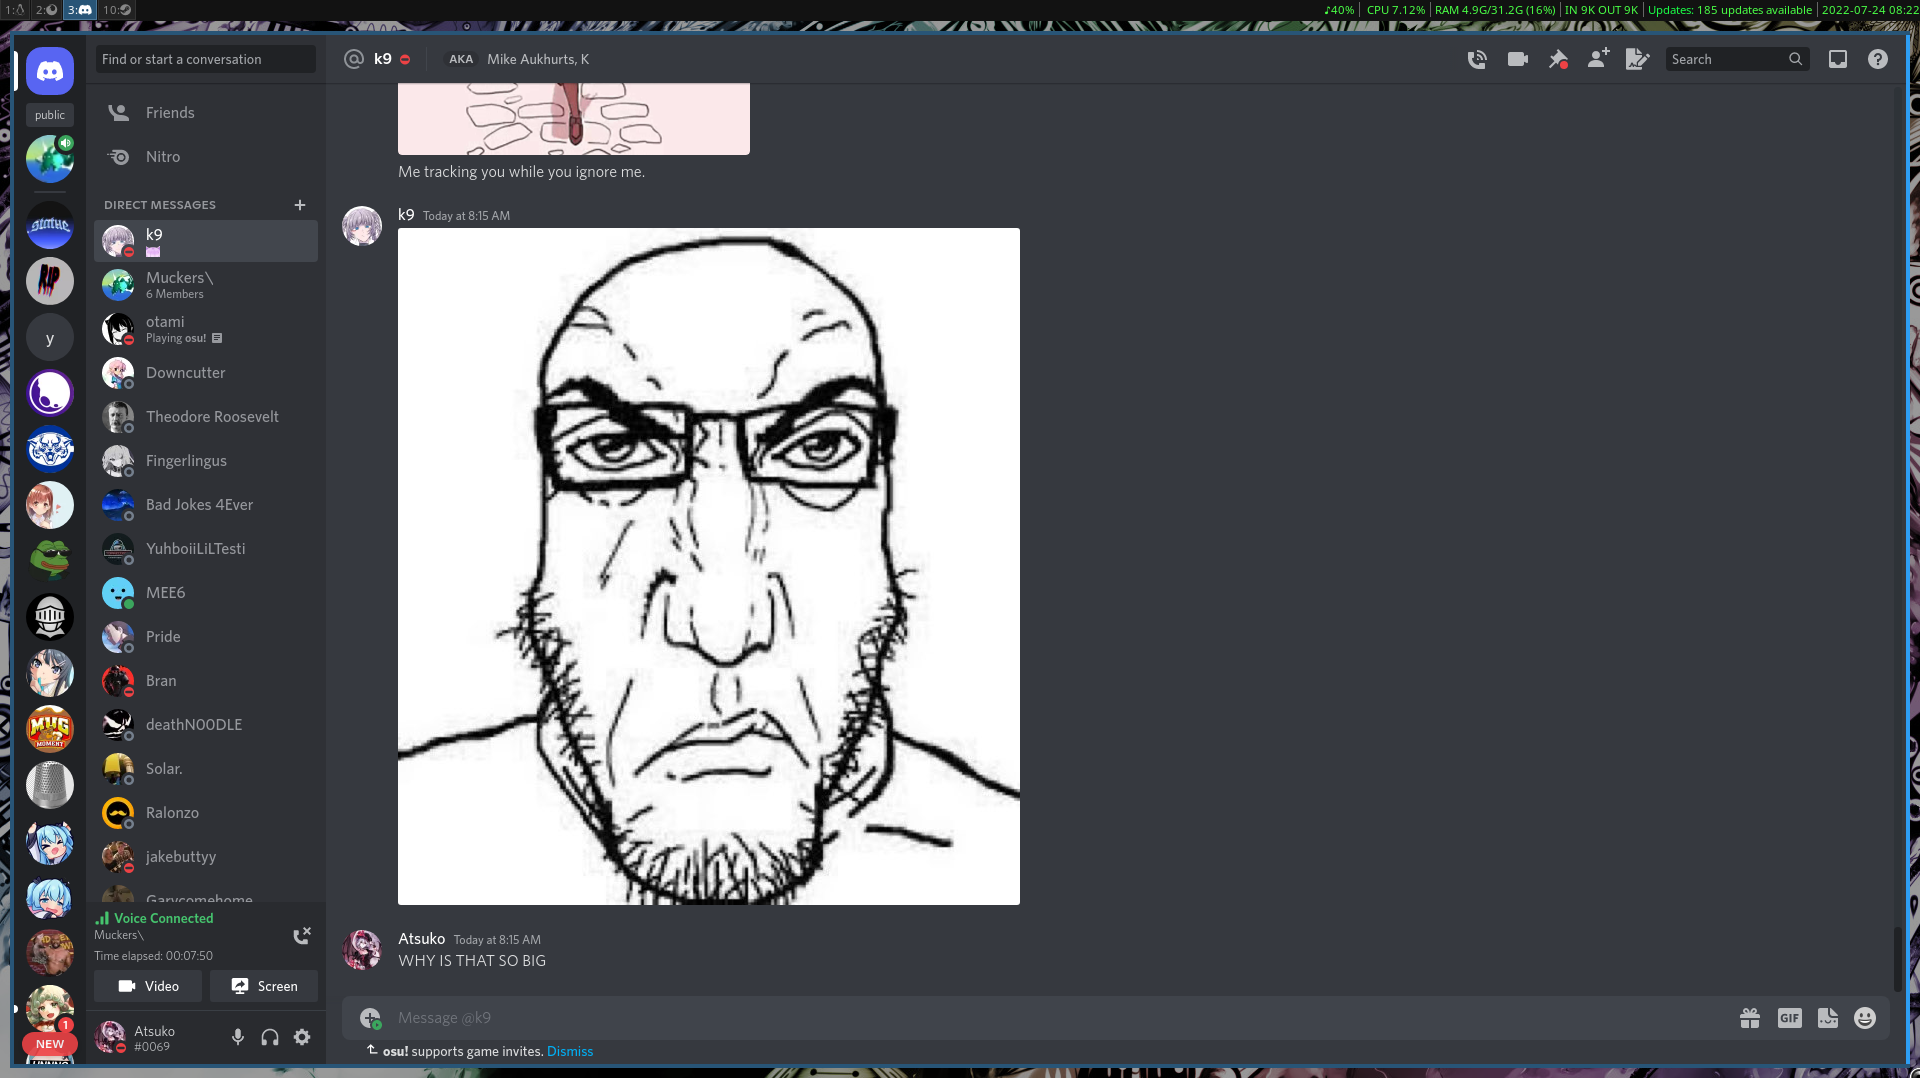 1:
2:
3:
10:
♪40% | CPU 7.12% | RAM 4.9G/31.2G (16%) | IN 9K OUT 9K | Updates: 185 updates available | 2022-07-24 08:22
Find or start a conversation
k9
AKA
Mike Aukhurts, K
Search
public
Friends
Nitro
DIRECT MESSAGES
k9
Muckers\
6 Members
otami
Playing osu!
Downcutter
Theodore Roosevelt
Fingerlingus
Bad Jokes 4Ever
YuhboiiLiLTesti
MEE6
Pride
Bran
deathN00DLE
Solar.
Ralonzo
jakebuttyy
Garycomehome
y
RIP
MUG
MOMENT
1
NEW
Voice Connected
Muckers\
Time elapsed: 00:07:50
Video
Screen
Atsuko
#0069
Me tracking you while you ignore me.
k9 Today at 8:15 AM
Atsuko Today at 8:15 AM
WHY IS THAT SO BIG
Message @k9
GIF
osu! supports game invites. Dismiss